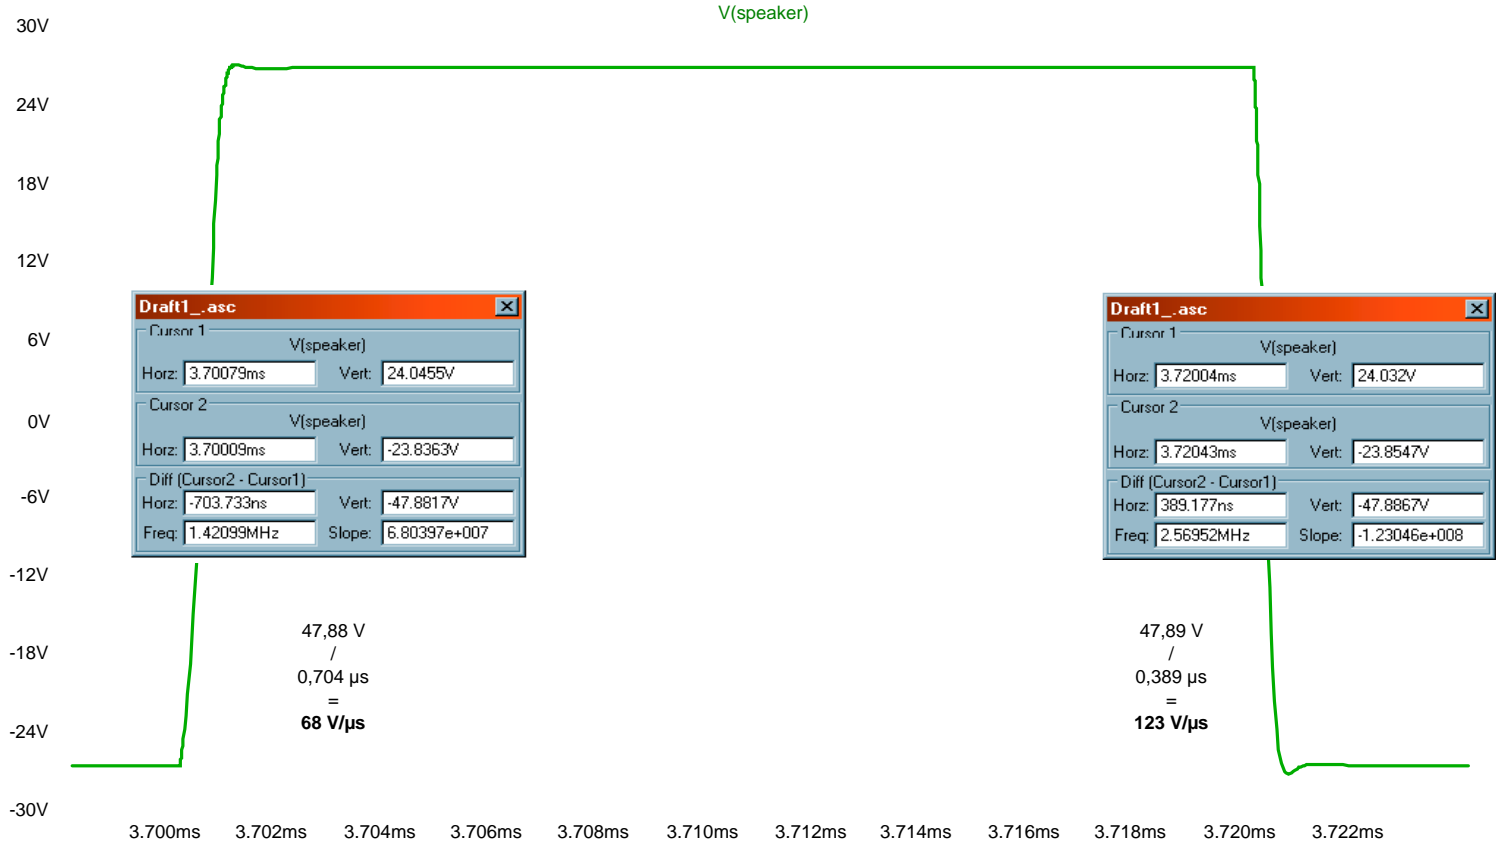 V(speaker)
30V
24V
18V
12V
6V
0V
-6V
-12V
-18V
-24V
-30V
Draft1_.asc
Cursor 1
V(speaker)
Horz: 3.70079ms Vert: 24.0455V
Cursor 2
V(speaker)
Horz: 3.70009ms Vert: -23.8363V
Diff (Cursor2 - Cursor1)
Horz: -703.733ns Vert: -47.8817V
Freq: 1.42099MHz Slope: 6.80397e+007
47,88 V
/
0,704 µs
=
68 V/µs
Draft1_.asc
Cursor 1
V(speaker)
Horz: 3.72004ms Vert: 24.032V
Cursor 2
V(speaker)
Horz: 3.72043ms Vert: -23.8547V
Diff (Cursor2 - Cursor1)
Horz: 389.177ns Vert: -47.8867V
Freq: 2.56952MHz Slope: -1.23046e+008
47,89 V
/
0,389 µs
=
123 V/µs
3.700ms 3.702ms 3.704ms 3.706ms 3.708ms 3.710ms 3.712ms 3.714ms 3.716ms 3.718ms 3.720ms 3.722ms